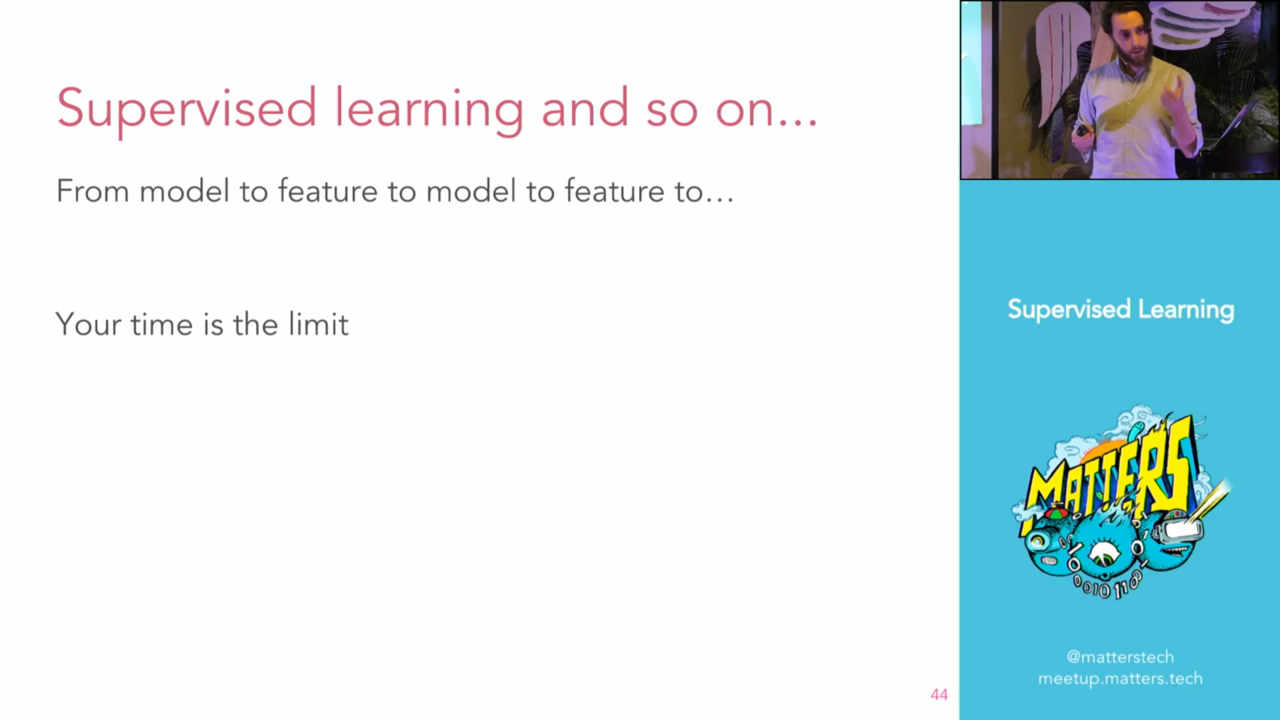 Supervised learning and so on...
From model to feature to model to feature to...
Your time is the limit
44
Supervised Learning
MATTERS
0010110
@matterstech
meetup.matters.tech